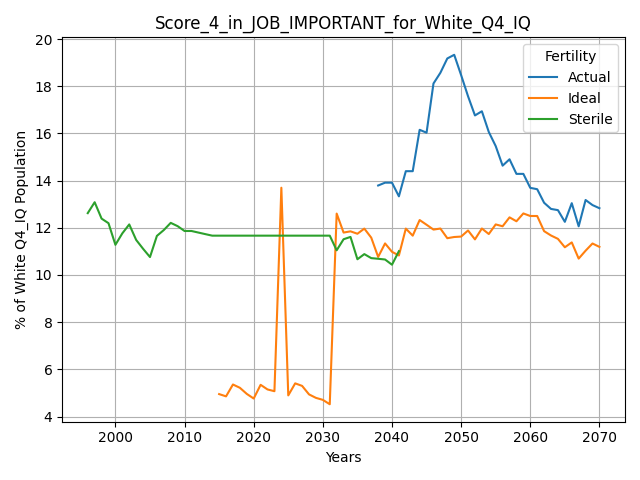 Score_4_in_JOB_IMPORTANT_for_White_Q4_IQ
% of White Q4_IQ Population
20
18
16
14
12
10
8
6
4
Fertility
Actual
Ideal
Sterile
2000 2010 2020 2030 2040 2050 2060 2070
Years